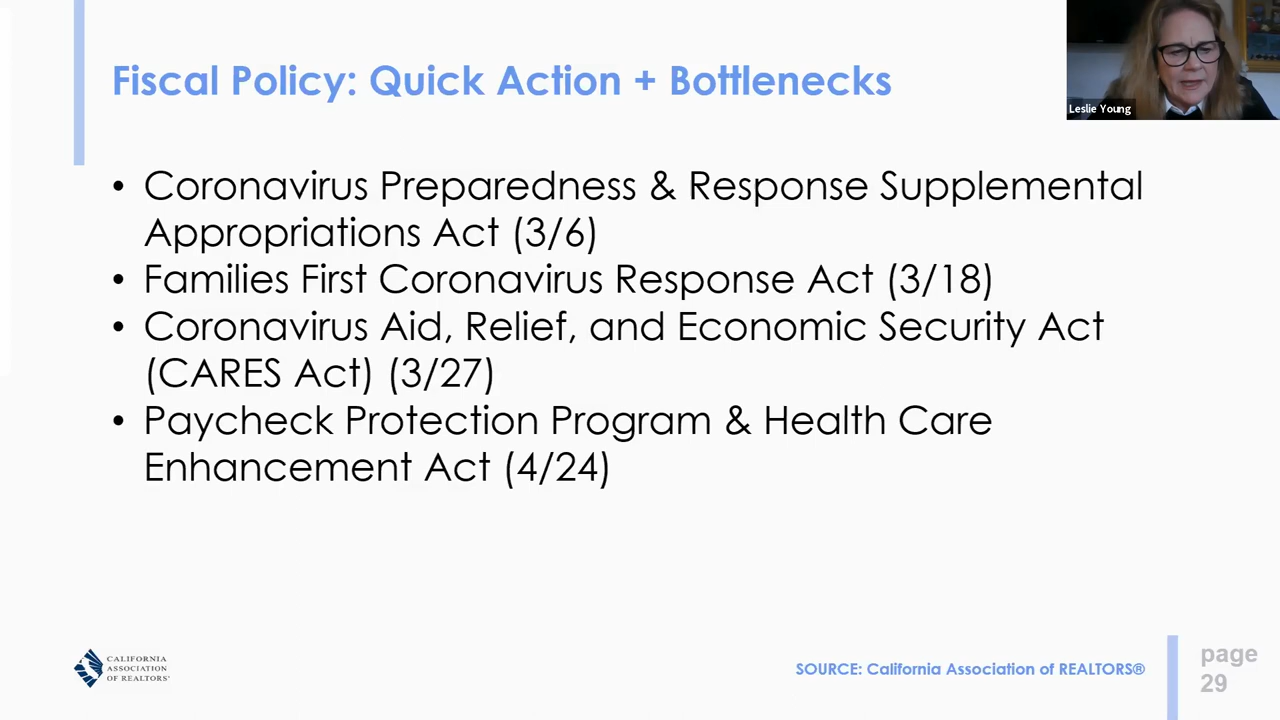 Fiscal Policy: Quick Action + Bottlenecks
Leslie Young
• Coronavirus Preparedness & Response Supplemental
Appropriations Act (3/6)
• Families First Coronavirus Response Act (3/18)
• Coronavirus Aid, Relief, and Economic Security Act
(CARES Act) (3/27)
• Paycheck Protection Program & Health Care
Enhancement Act (4/24)
CALIFORNIA
ASSOCIATION
OF REALTORS®
SOURCE: California Association of REALTORS®
page
29